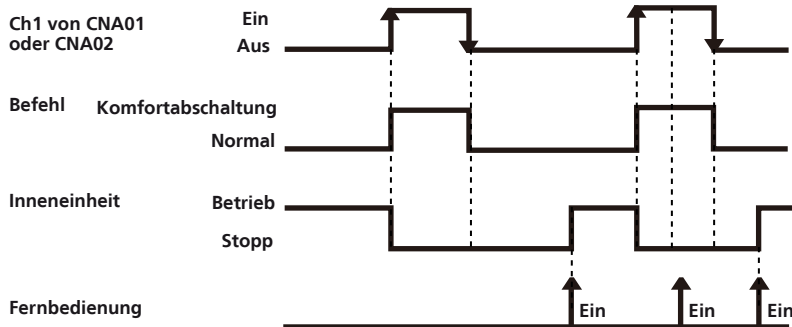 Ch1 von CNA01
oder CNA02
Ein
Aus
Befehl
Komfortabschaltung
Normal
Inneneinheit
Betrieb
Stopp
Fernbedienung
Ein
Ein
Ein